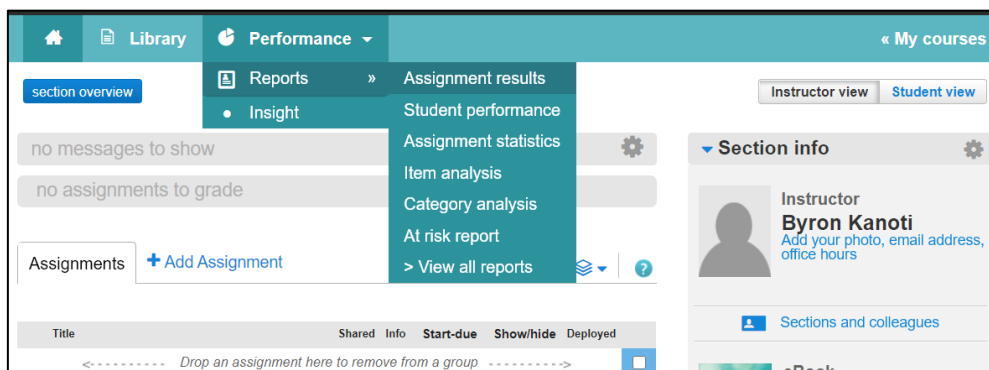 Library
Performance
« My courses
section overview
Reports »
Insight
Assignment results
Student performance
Assignment statistics
Item analysis
Category analysis
At risk report
> View all reports
Instructor view
Student view
no messages to show
no assignments to grade
Assignments
+ Add Assignment
?
Title Shared Info Start-due Show/hide Deployed
<- - - - - - - - - - Drop an assignment here to remove from a group - - - - - - - - - ->
Section info
Instructor
Byron Kanoti
Add your photo, email address,
office hours
Sections and colleagues
eBook